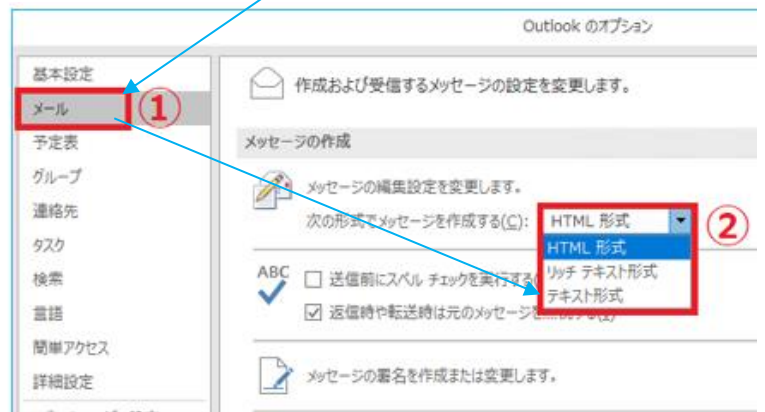 Outlook のオプション
基本設定
メール
①
予定表
グループ
連絡先
タスク
検索
言語
簡単アクセス
詳細設定
作成および受信するメッセージの設定を変更します。
メッセージの作成
メッセージの編集設定を変更します。
次の形式でメッセージを作成する(C):
HTML 形式
②
HTML 形式
リッチ テキスト形式
テキスト形式
ABC
送信前にスペル チェックを実行する
返信時や転送時は元のメッセージを
メッセージの署名を作成または変更します。